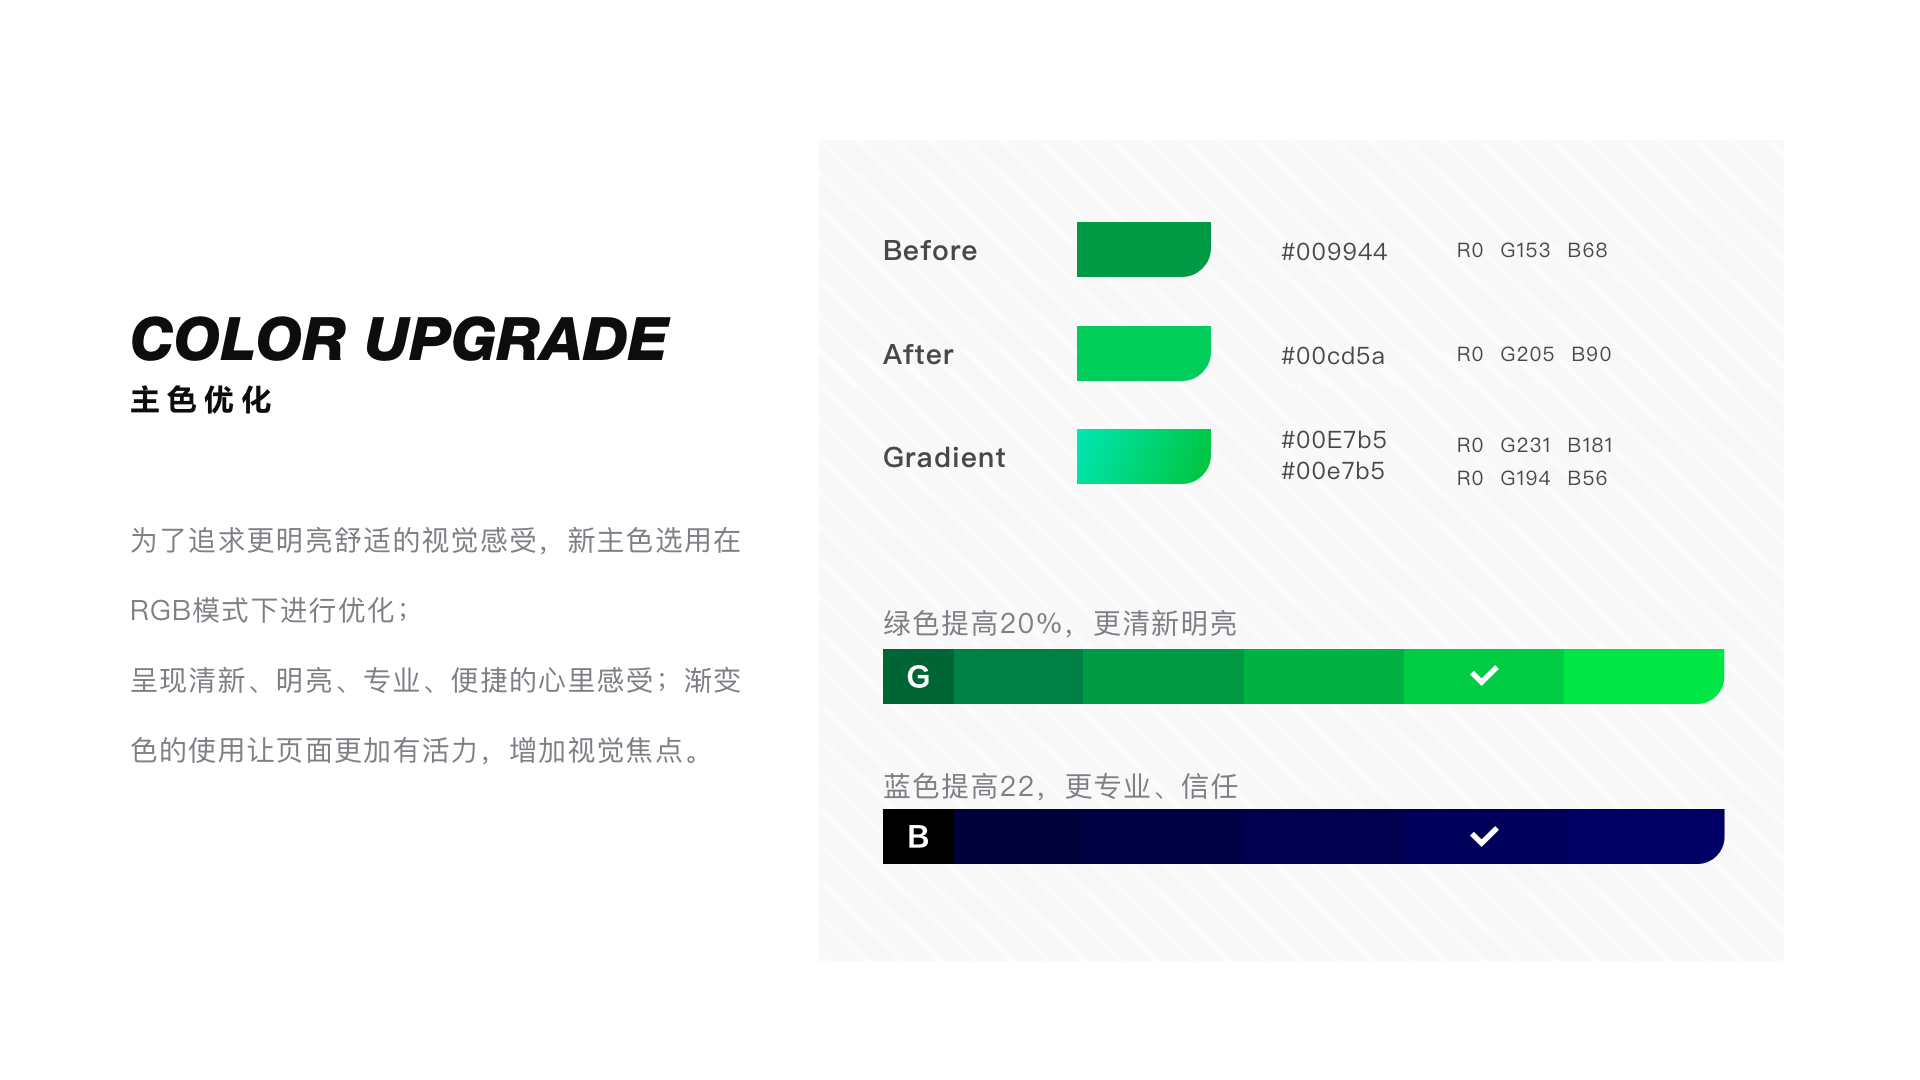 COLOR UPGRADE
主色优化
为了追求更明亮舒适的视觉感受，新主色选用在
RGB模式下进行优化；
呈现清新、明亮、专业、便捷的心里感受；渐变
色的使用让页面更加有活力，增加视觉焦点。
Before #009944 R0 G153 B68
After #00cd5a R0 G205 B90
Gradient
#00E7b5 R0 G231 B181
#00e7b5 R0 G194 B56
绿色提高20%，更清新明亮
G
蓝色提高22，更专业、信任
B